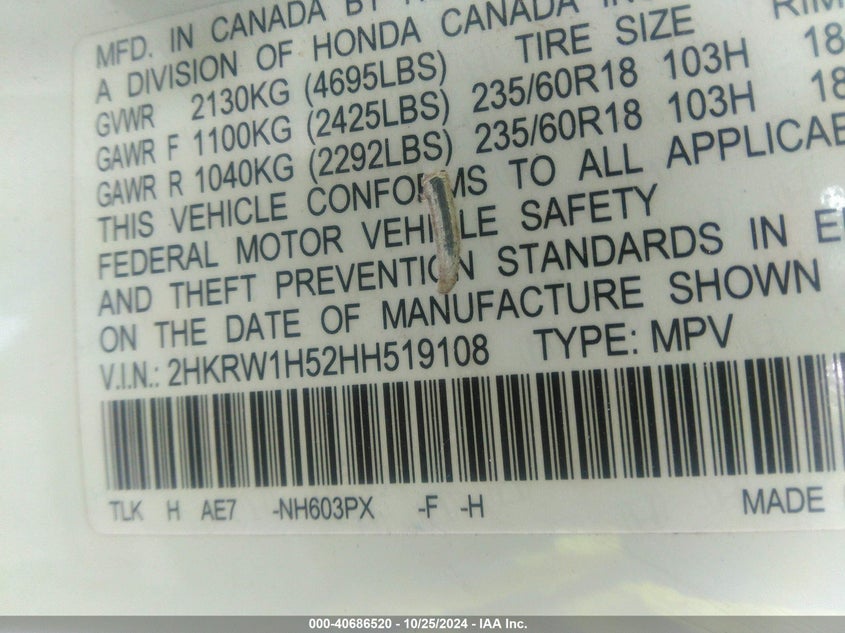 MFD. IN CANADA BY
A DIVISION OF HONDA CANADA INC
GVWR 2130KG (4695LBS) TIRE SIZE RIM
GAWR F 1100KG (2425LBS) 235/60R18 103H 18
GAWR R 1040KG (2292LBS) 235/60R18 103H 18
THIS VEHICLE CONFORMS TO ALL APPLICAB
FEDERAL MOTOR VEHICLE SAFETY
AND THEFT PREVENTION STANDARDS IN E
ON THE DATE OF MANUFACTURE SHOWN
V.I.N.: 2HKRW1H52HH519108 TYPE: MPV
TLK H AE7 -NH603PX -F -H MADE
000-40686520 - 10/25/2024 - IAA Inc.